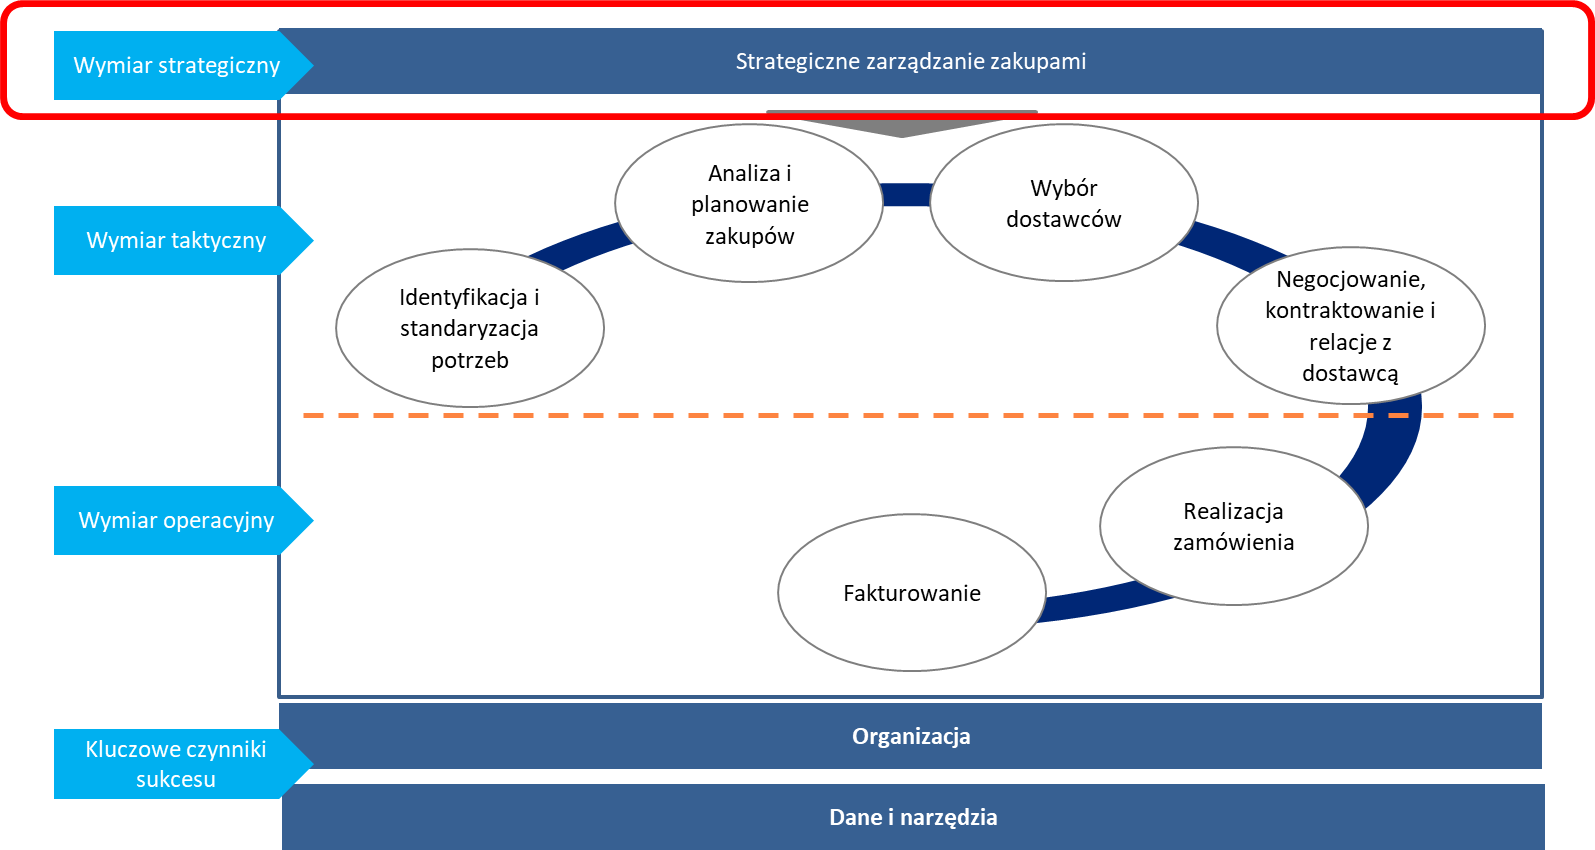 Wymiar strategiczny
Strategiczne zarządzanie zakupami
Wymiar taktyczny
Analiza i
planowanie
zakupów
Wybór
dostawców
Identyfikacja i
standaryzacja
potrzeb
Negocjowanie,
kontraktowanie i
relacje z
dostawcą
Wymiar operacyjny
Realizacja
zamówienia
Fakturowanie
Kluczowe czynniki
sukcesu
Organizacja
Dane i narzędzia